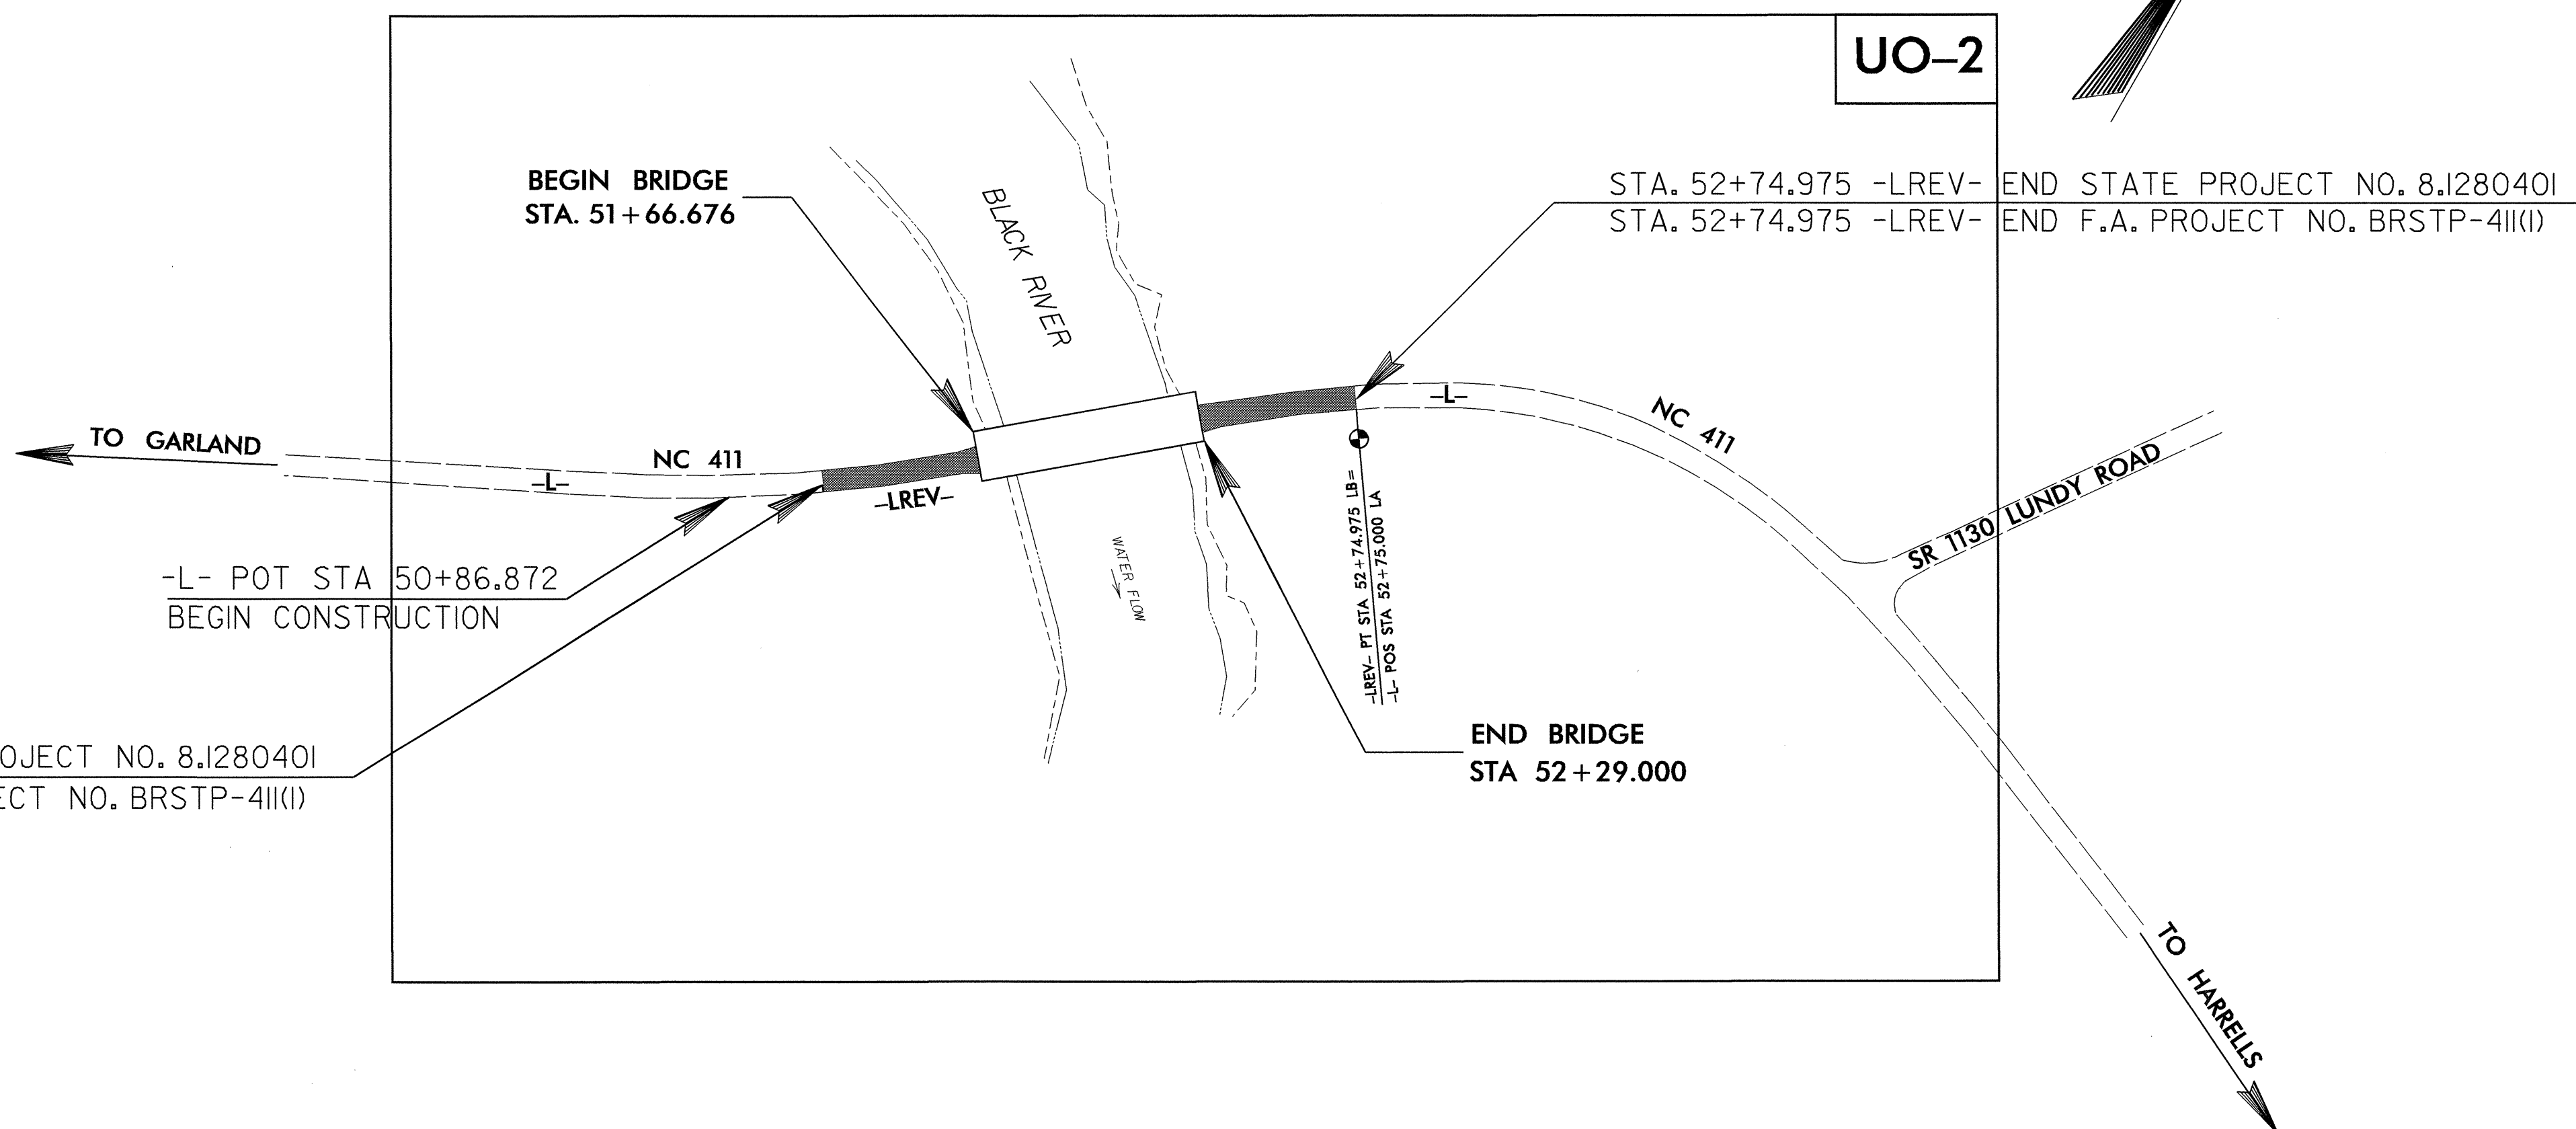 UO–2
BEGIN BRIDGE
STA. 51+66.676
BLACK RIVER
STA. 52+74.975 -LREV- END STATE PROJECT NO. 8.1280401
STA. 52+74.975 -LREV- END F.A. PROJECT NO. BRSTP-411(1)
TO GARLAND
NC 411
–L–
–LREV–
–L–
NC 411
SR 1130 LUNDY ROAD
WATER FLOW
–LREV– PT STA 52+74.975 LB=
–L– POS STA 52+75.000 LA
-L- POT STA 50+86.872
BEGIN CONSTRUCTION
OJECT NO. 8.1280401
ECT NO. BRSTP-411(1)
END BRIDGE
STA 52+29.000
TO HARRELLS